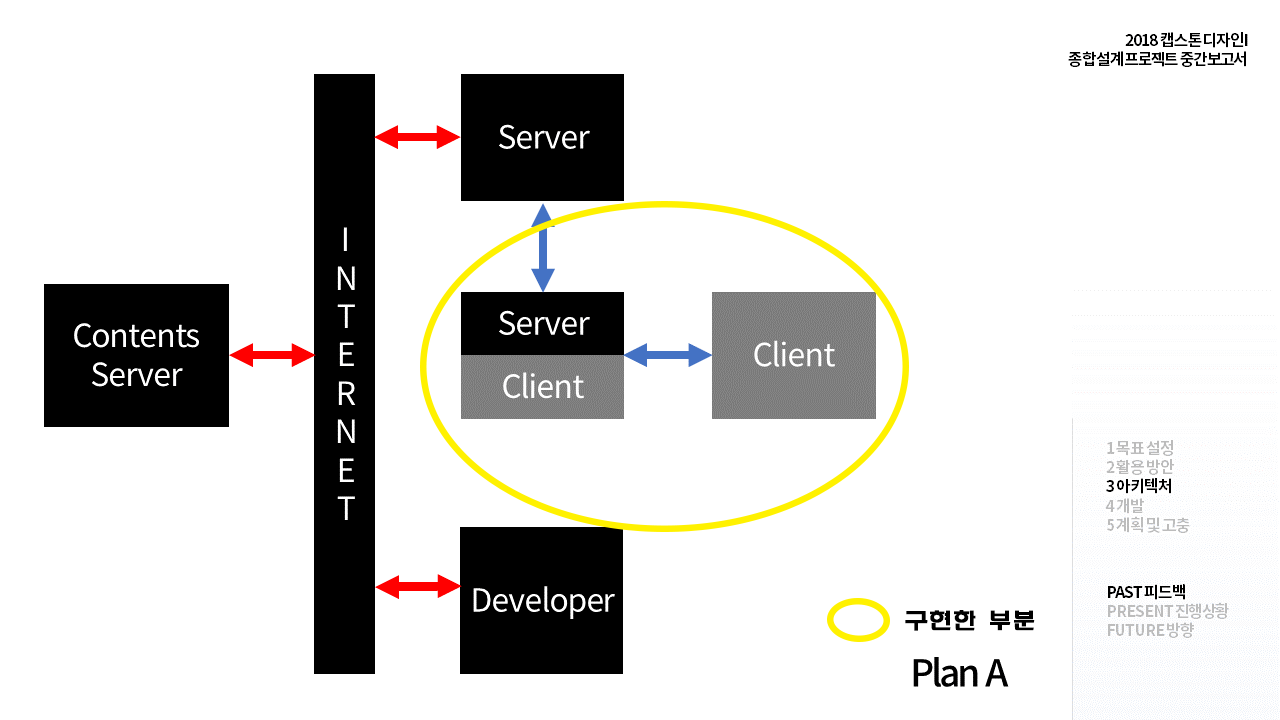 2018 캡스톤디자인I
종합설계프로젝트 중간보고서
Server
INTERNET
Contents
Server
Server
Client
Client
Developer
1 목표 설정
2 활용 방안
3 아키텍처
4 개발
5 계획 및 고충
PAST 피드백
PRESENT 진행상황
FUTURE 방향
구현한 부분
Plan A